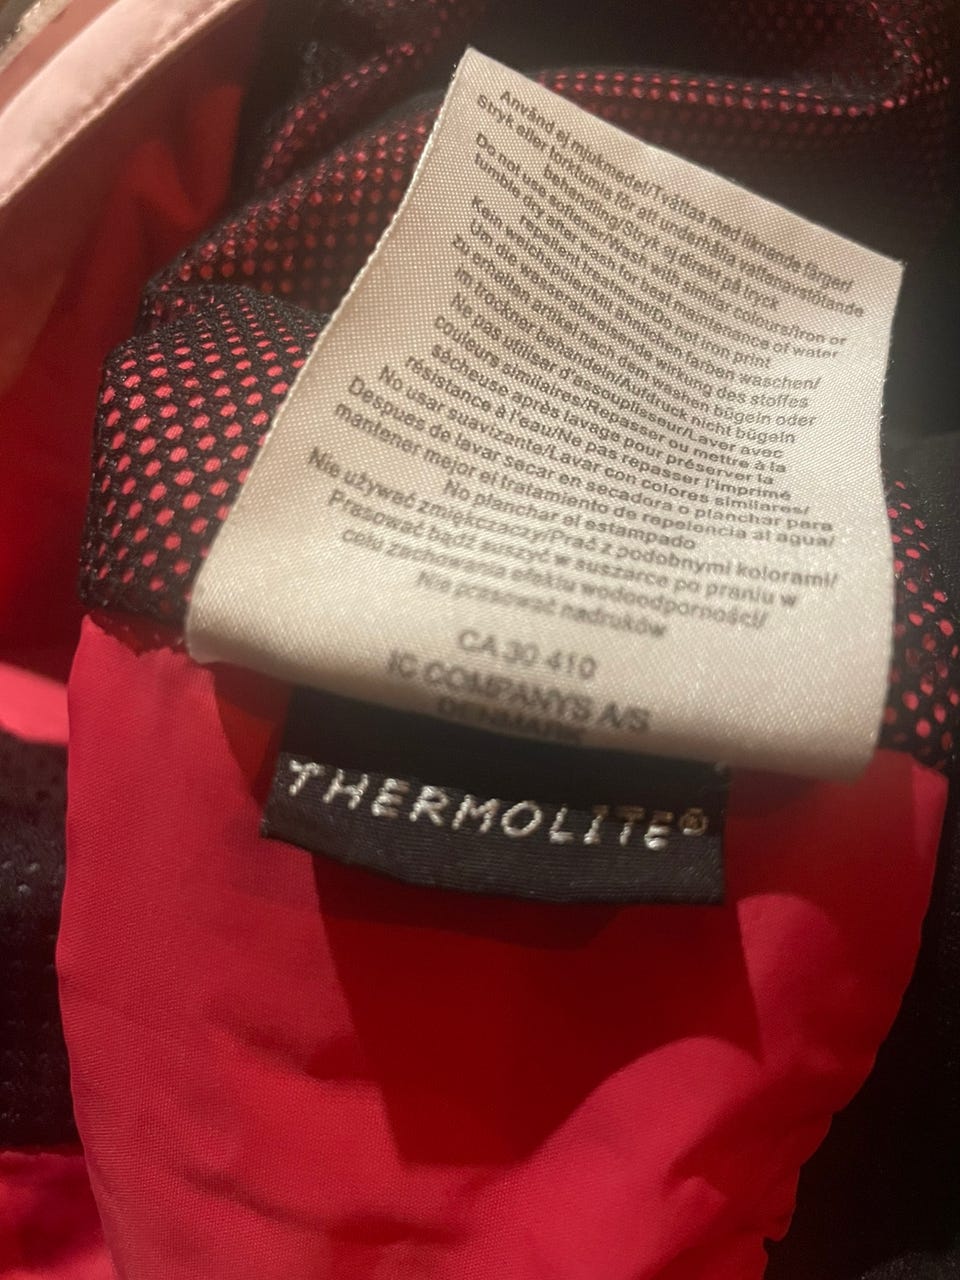 Använd ej mjukmedel/Tvättas med liknande färger/
Stryk eller torktumla för att underhålla vattenavstötande
behandling/Stryk ej direkt på tryck
Do not use softener/Wash with similar colours/Iron or
tumble dry after wash for best maintenance of water
repellent treatment/Do not iron print
Kein weichspüler/Mit ähnlichen farben waschen/
Um die wasserabweisende wirkung des stoffes
zu erhalten artikel nach dem waschen bügeln oder
im trockner behandeln/Aufdruck nicht bügeln
Ne pas utiliser d'assouplisseur/Laver avec
couleurs similaires/Repasser ou mettre à la
sécheuse après lavage pour préserver la
résistance à l'eau/Ne pas repasser l'imprimé
No usar suavizante/Lavar con colores similares/
Despues de lavar secar en secadora o planchar para
mantener mejor el tratamiento de repelencia al agua/
No planchar el estampado
Nie używać zmiękczaczy/Prać z podobnymi kolorami/
Prasować bądź suszyć w suszarce po praniu w
celu zachowania efektu wodoodporności/
Nie prasować nadruków
CA 30 410
IC COMPANYS A/S
DENMARK
THERMOLITE®